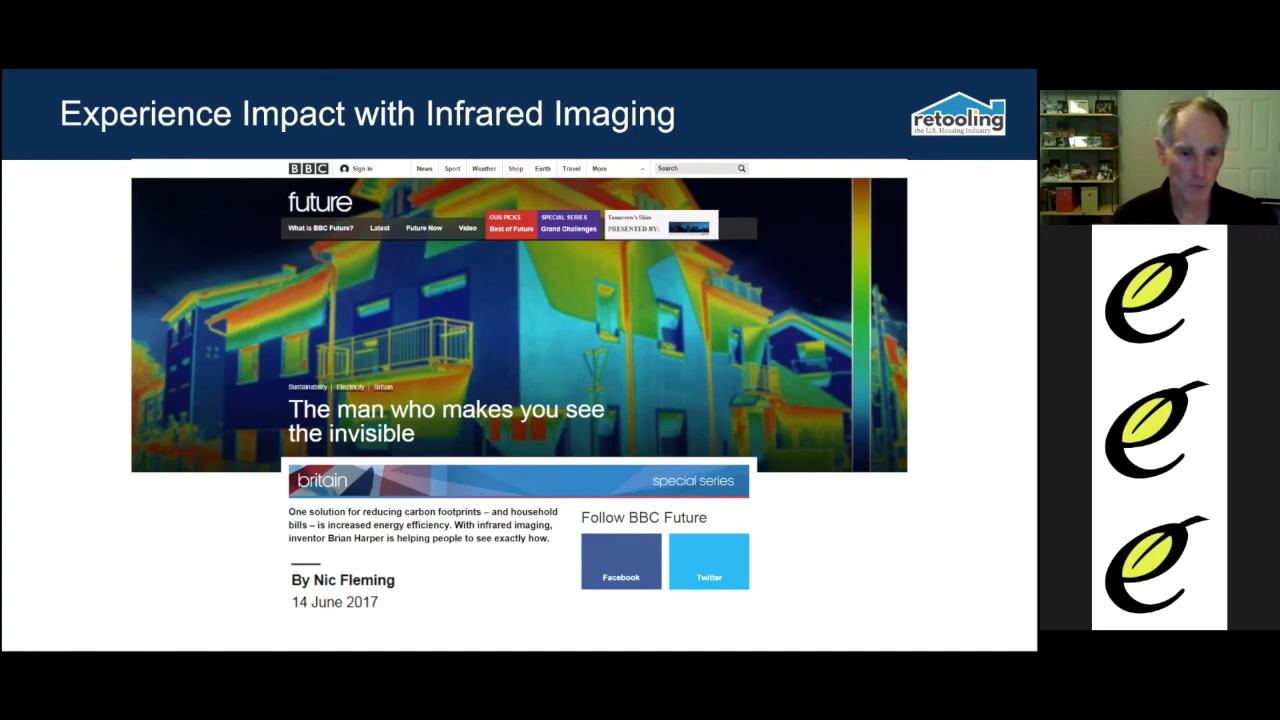 Experience Impact with Infrared Imaging
retooling
the U.S. Housing Industry
BBC Sign in News Sport Weather Shop Earth Travel More Search
future
What is BBC Future? Latest Future Now Video
OUR PICKS
Best of Future
SPECIAL SERIES
Grand Challenges
Tomorrow's Skies
PRESENTED BY:
Sustainability | Electricity | Britain
The man who makes you see
the invisible
britain special series
One solution for reducing carbon footprints – and household
bills – is increased energy efficiency. With infrared imaging,
inventor Brian Harper is helping people to see exactly how.
By Nic Fleming
14 June 2017
Follow BBC Future
Facebook Twitter
e
e
e